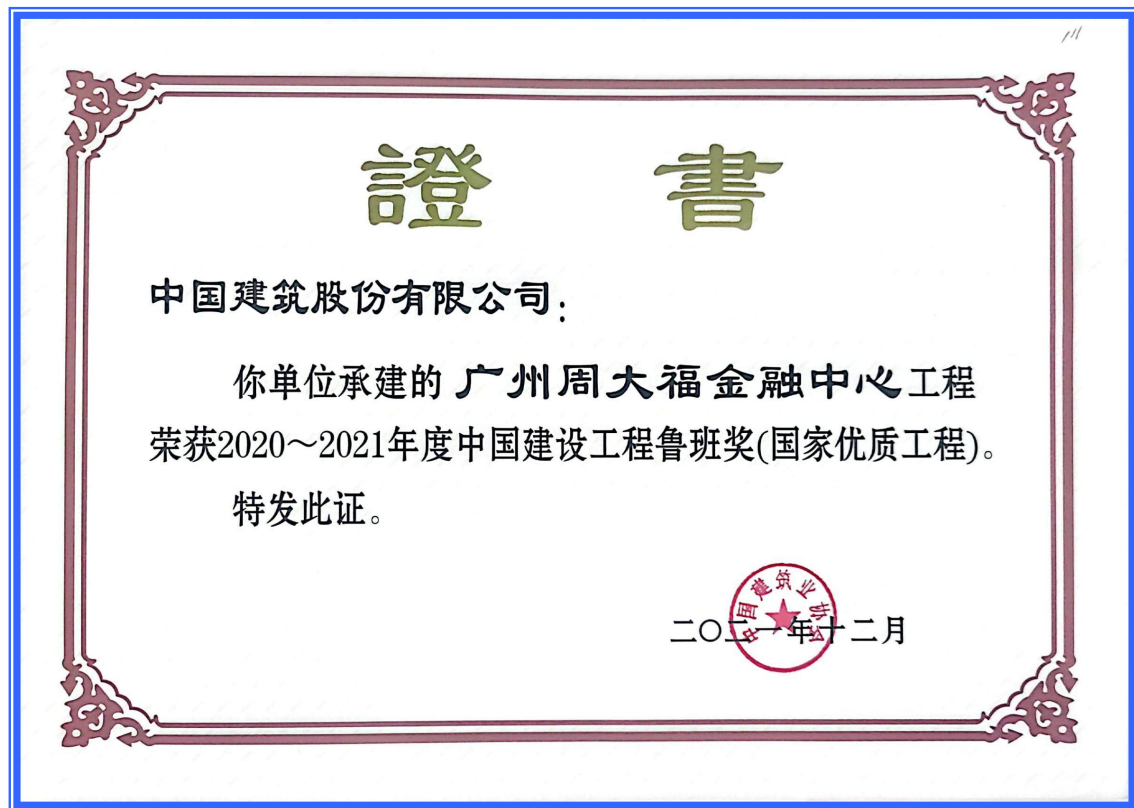 證 書
中国建筑股份有限公司：
你单位承建的 广州周大福金融中心工程
荣获2020～2021年度中国建设工程鲁班奖(国家优质工程)。
特发此证。
中国建筑业协会
二〇二一年十二月